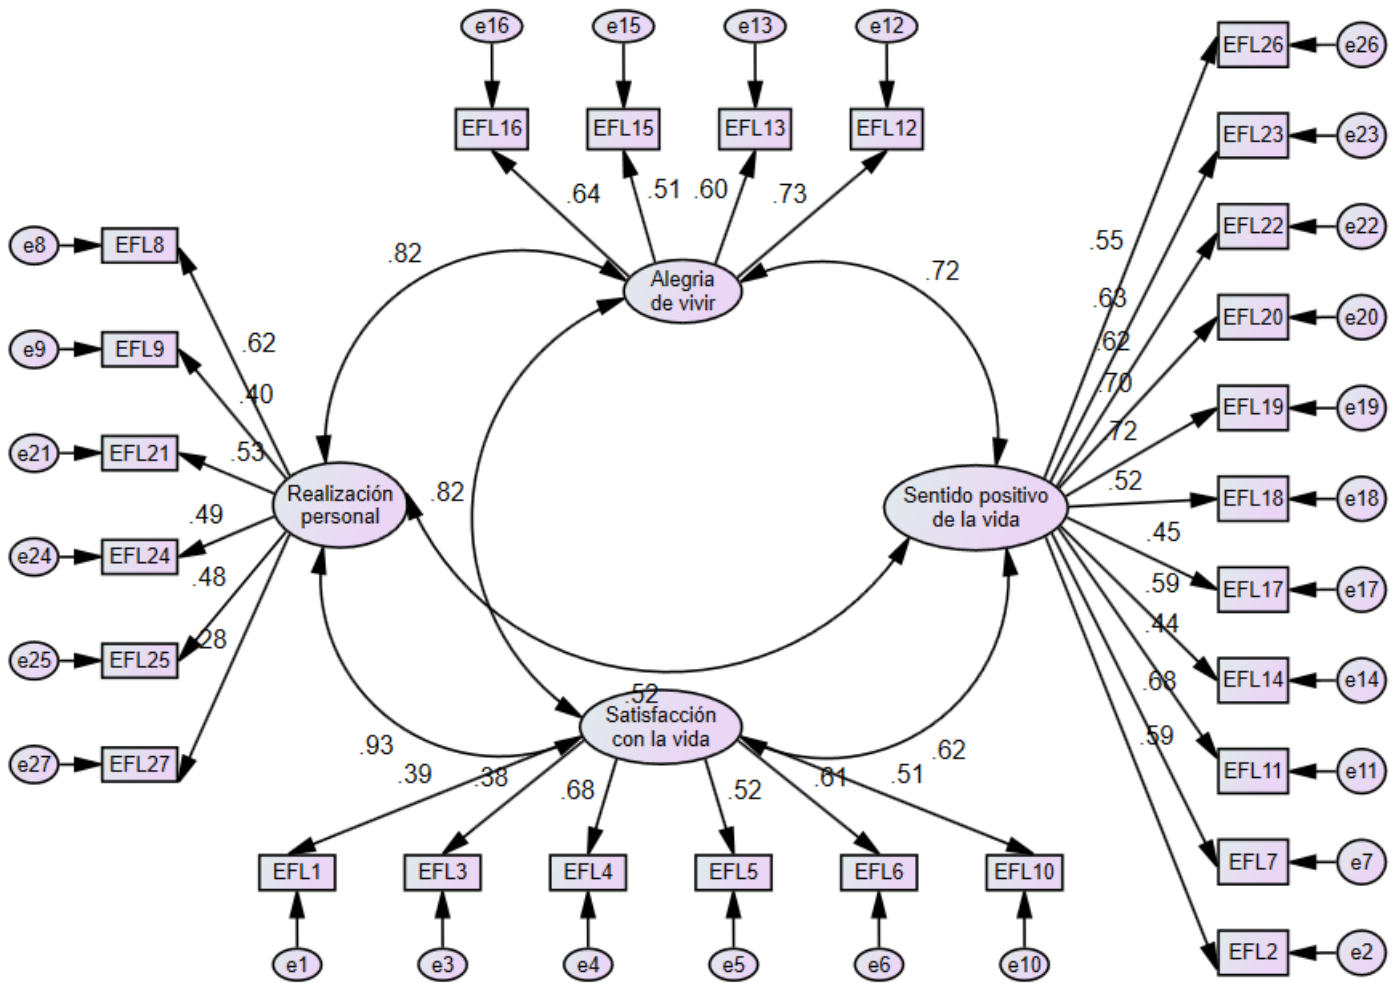 e16
e15
e13
e12
EFL16
EFL15
EFL13
EFL12
.64
.51
.60
.73
Alegria
de vivir
.82
.72
.82
e8
EFL8
e9
EFL9
e21
EFL21
e24
EFL24
e25
EFL25
e27
EFL27
.62
.40
.53
.49
.48
.28
Realización
personal
Sentido positivo
de la vida
EFL26
e26
EFL23
e23
EFL22
e22
EFL20
e20
EFL19
e19
EFL18
e18
EFL17
e17
EFL14
e14
EFL11
e11
EFL7
e7
EFL2
e2
.55
.63
.62
.70
.72
.52
.45
.59
.44
.68
.59
.52
Satisfacción
con la vida
.93
.62
.39
.38
.68
.52
.61
.51
EFL1
EFL3
EFL4
EFL5
EFL6
EFL10
e1
e3
e4
e5
e6
e10